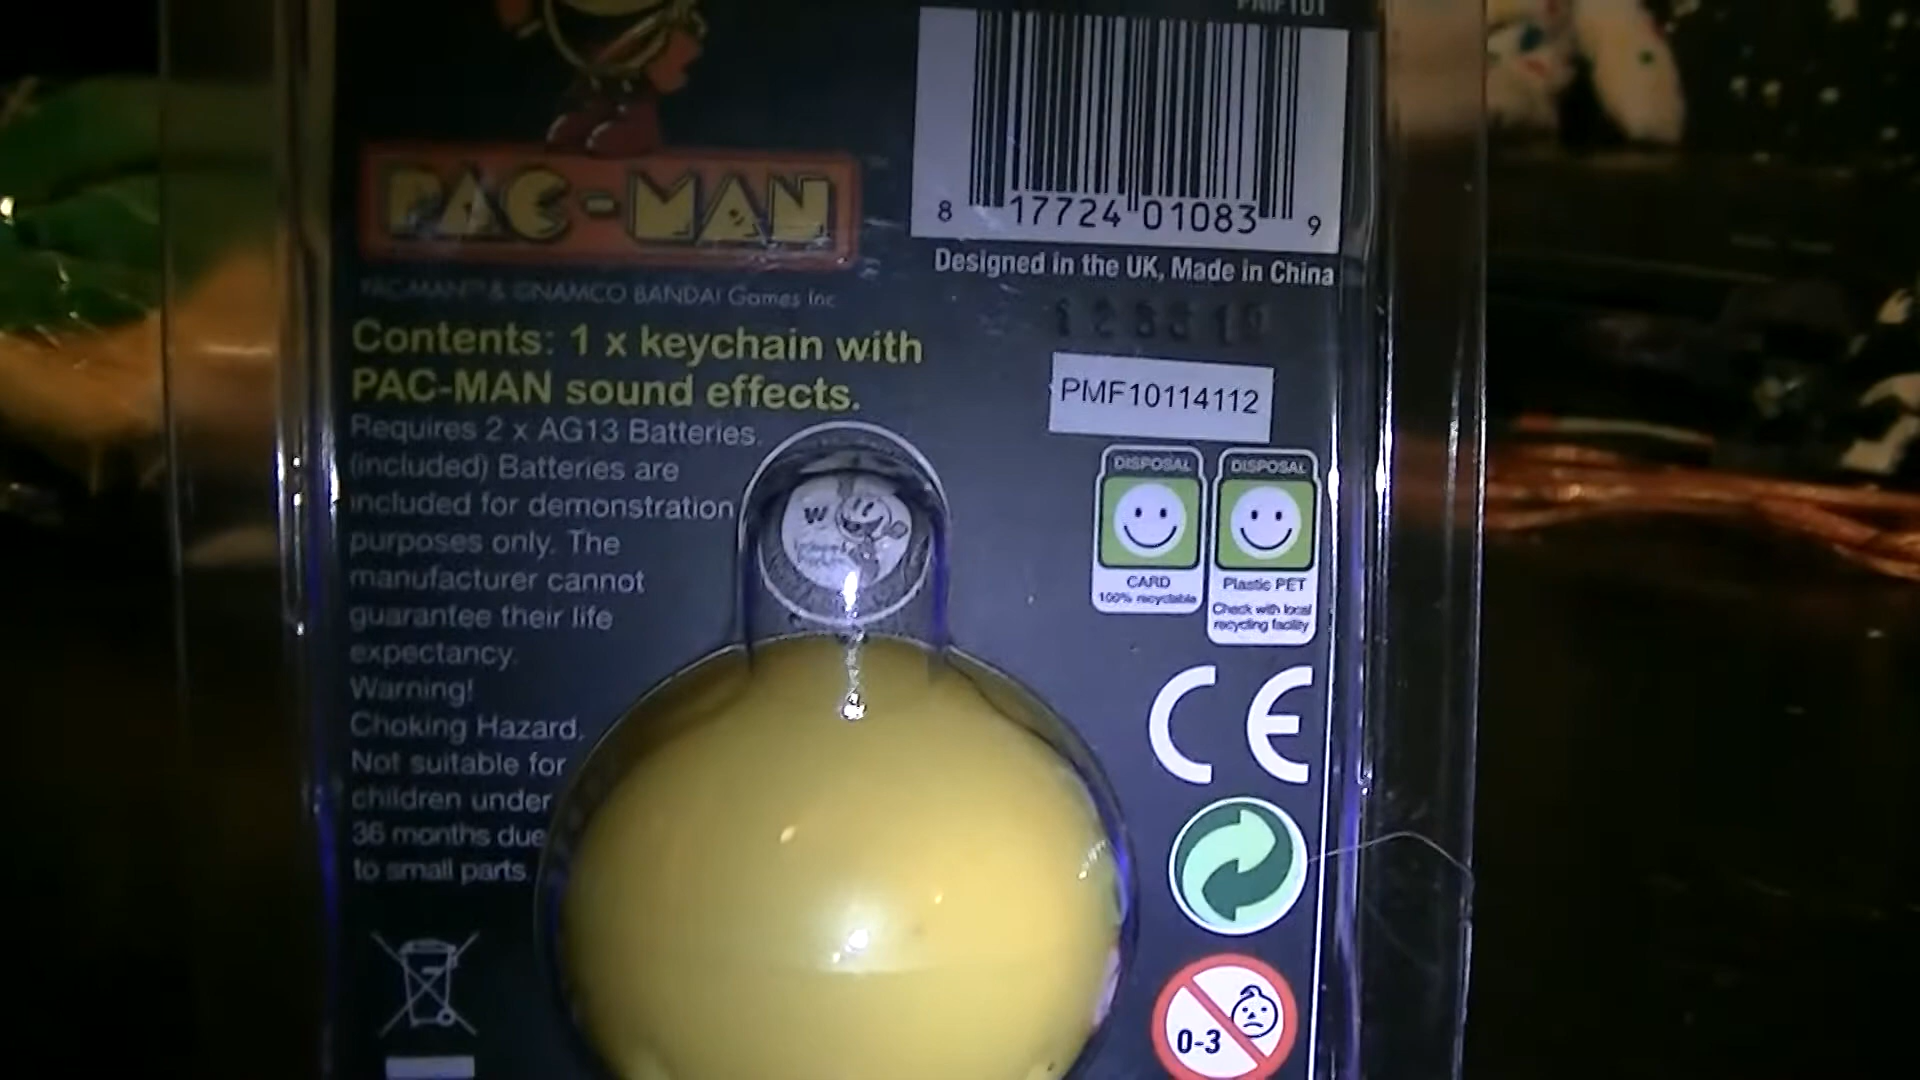 PMF101
8 17724 01083 9
Designed in the UK, Made in China
PAC-MAN
PAC-MAN™ & ©NAMCO BANDAI Games Inc
Contents: 1 x keychain with
PAC-MAN sound effects.
Requires 2 x AG13 Batteries.
(included) Batteries are
included for demonstration
purposes only. The
manufacturer cannot
guarantee their life
expectancy.
Warning!
Choking Hazard.
Not suitable for
children under
36 months due
to small parts
PMF10114112
W
DISPOSAL
CARD
100% recyclable
DISPOSAL
Plastic PET
Check with local
recycling facility
CE
0-3